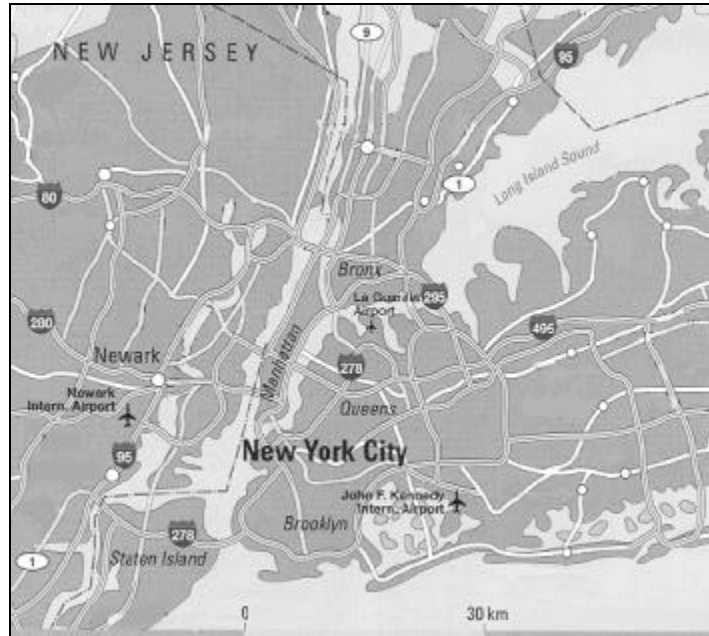 9
NEW JERSEY
95
Long Island Sound
1
80
Bronx
La Guardia
Airport
295
280
495
Newark
Manhattan
278
Newark
Intern. Airport
Queens
New York City
95
John F. Kennedy
Intern. Airport
Brooklyn
278
1
Staten Island
0
30 km